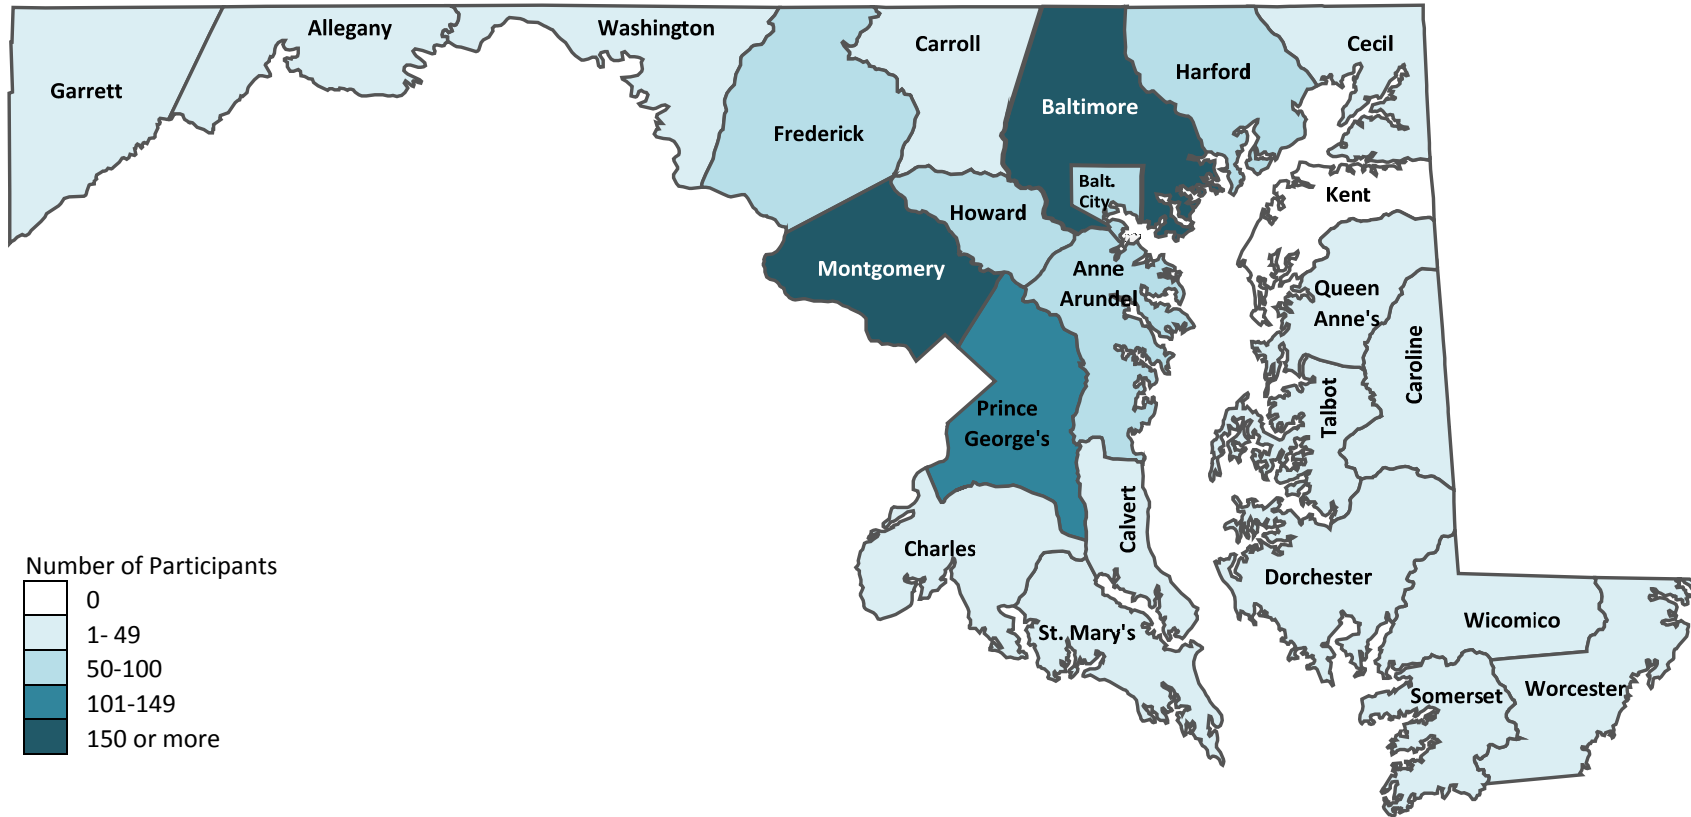 Garrett
Allegany
Washington
Frederick
Carroll
Baltimore
Harford
Cecil
Balt.
City
Howard
Kent
Montgomery
Anne
Arundel
Queen
Anne's
Caroline
Talbot
Prince
George's
Calvert
Charles
St. Mary's
Dorchester
Wicomico
Somerset
Worcester
Number of Participants
0
1- 49
50-100
101-149
150 or more